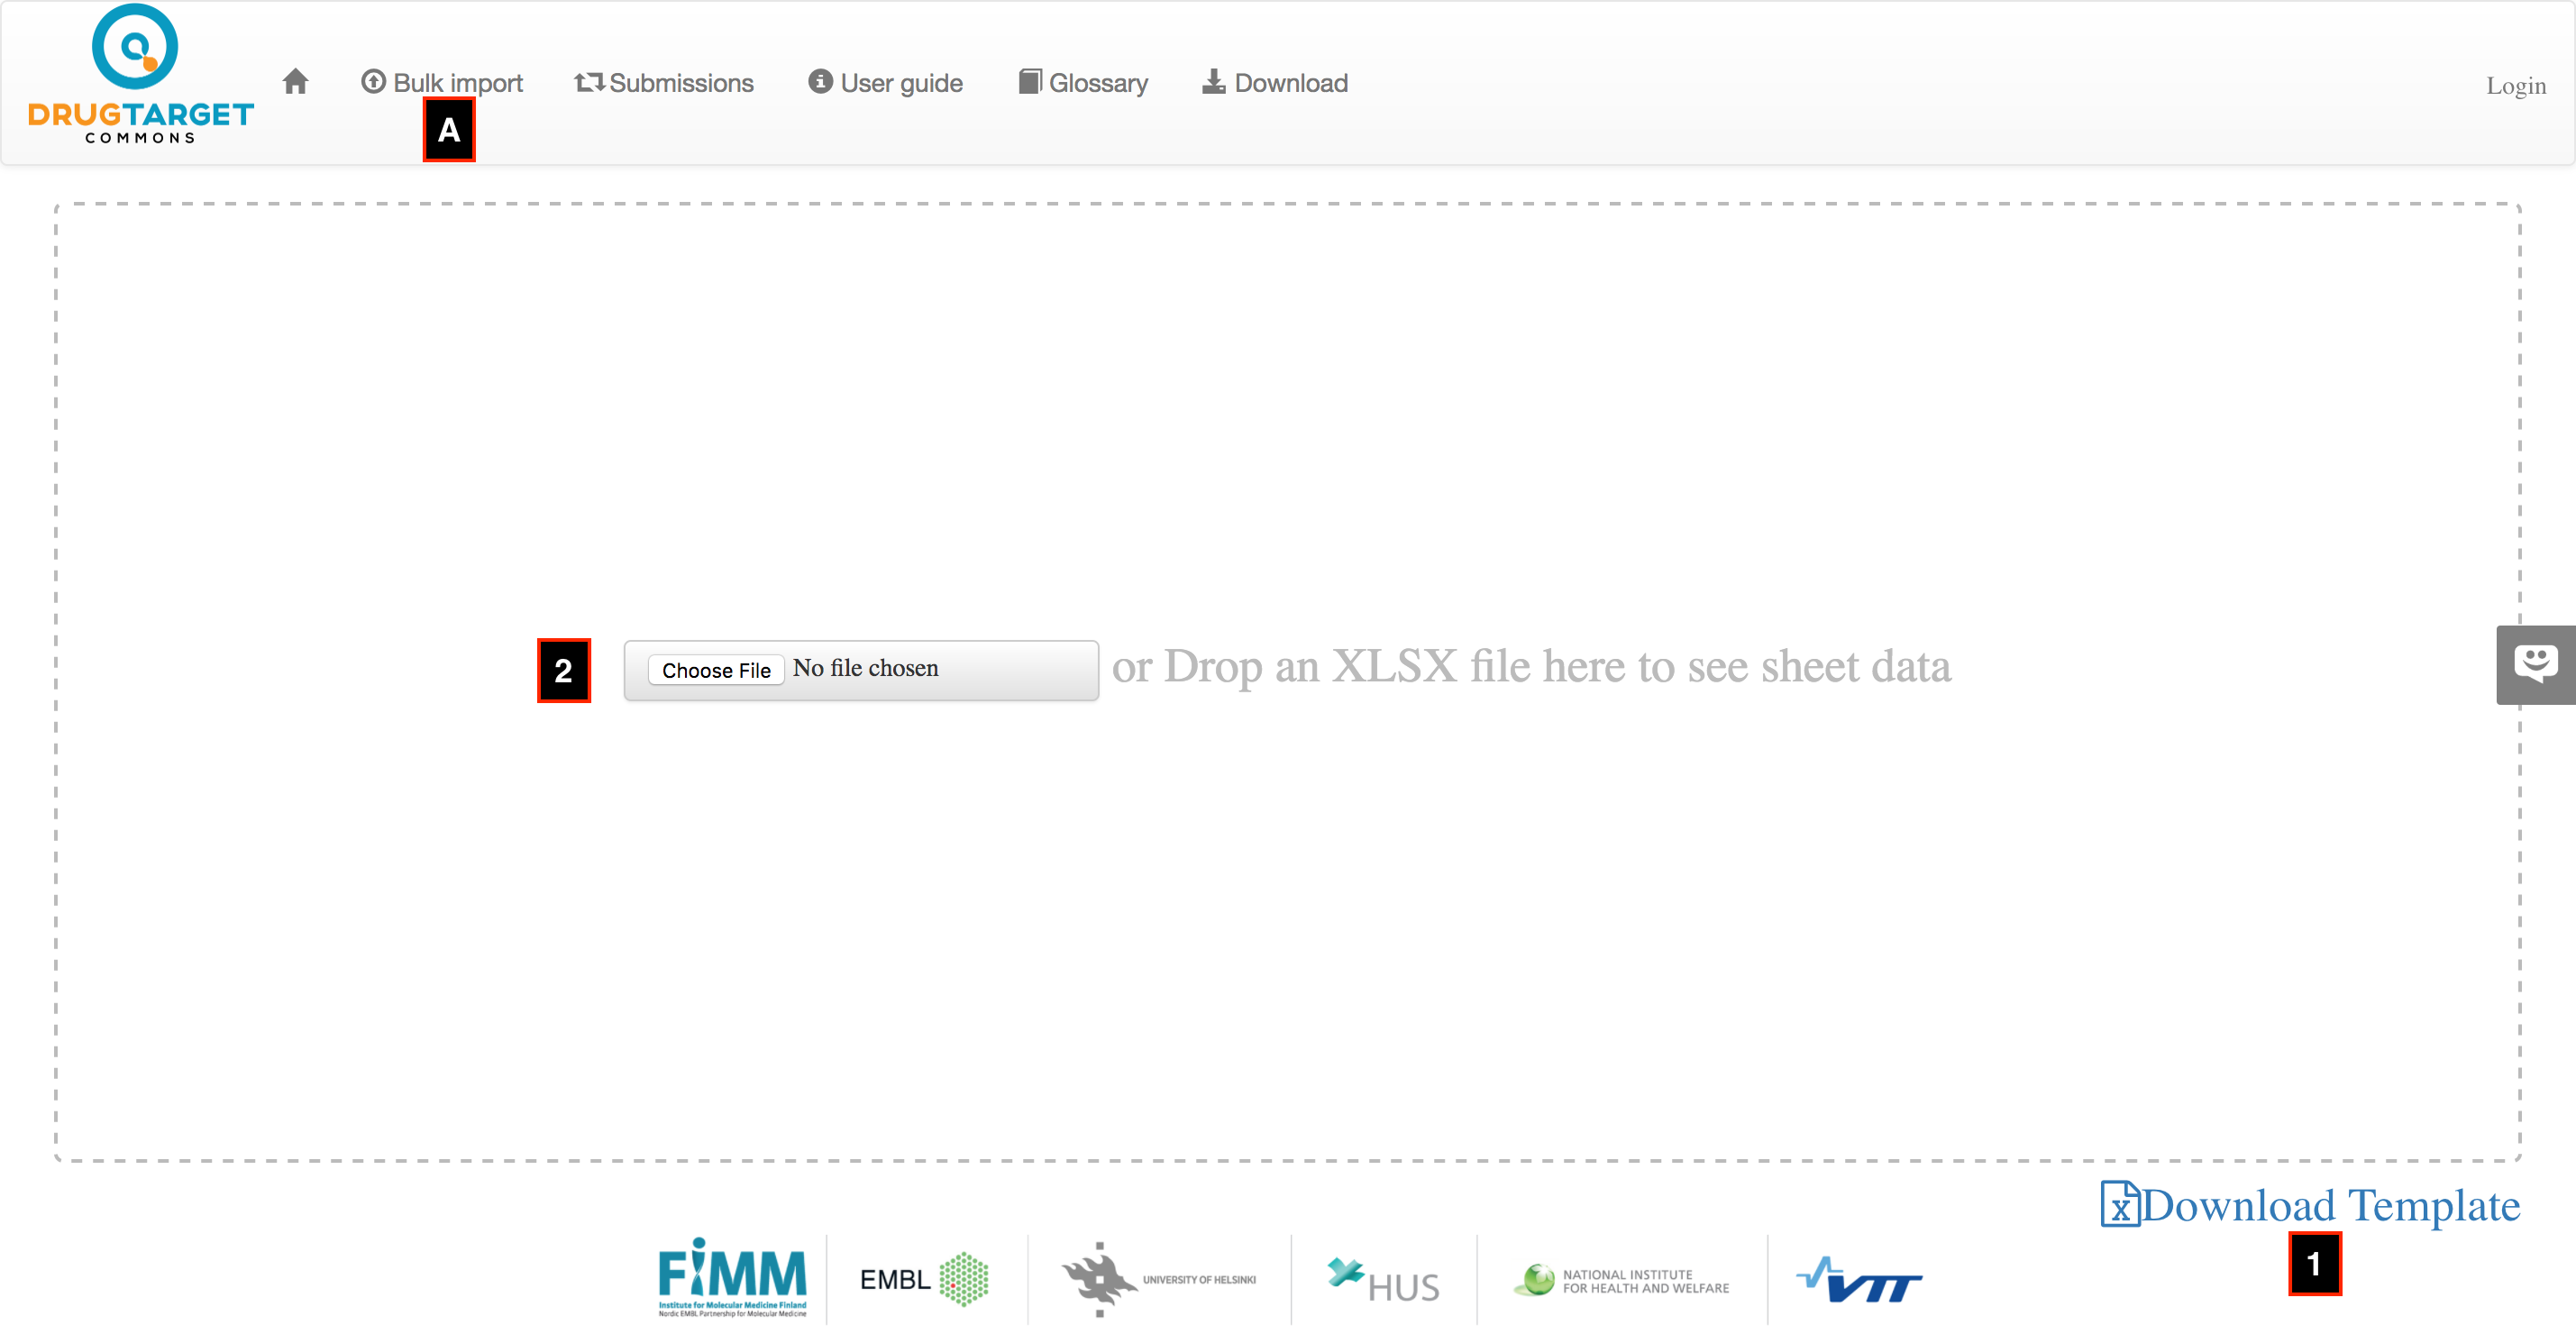 DRUGTARGET
COMMONS
Bulk import
Submissions
User guide
Glossary
Download
Login
A
2
Choose File No file chosen
or Drop an XLSX file here to see sheet data
Download Template
1
FiMM
Institute for Molecular Medicine Finland
Nordic EMBL Partnership for Molecular Medicine
EMBL
UNIVERSITY OF HELSINKI
HUS
NATIONAL INSTITUTE
FOR HEALTH AND WELFARE
VTT